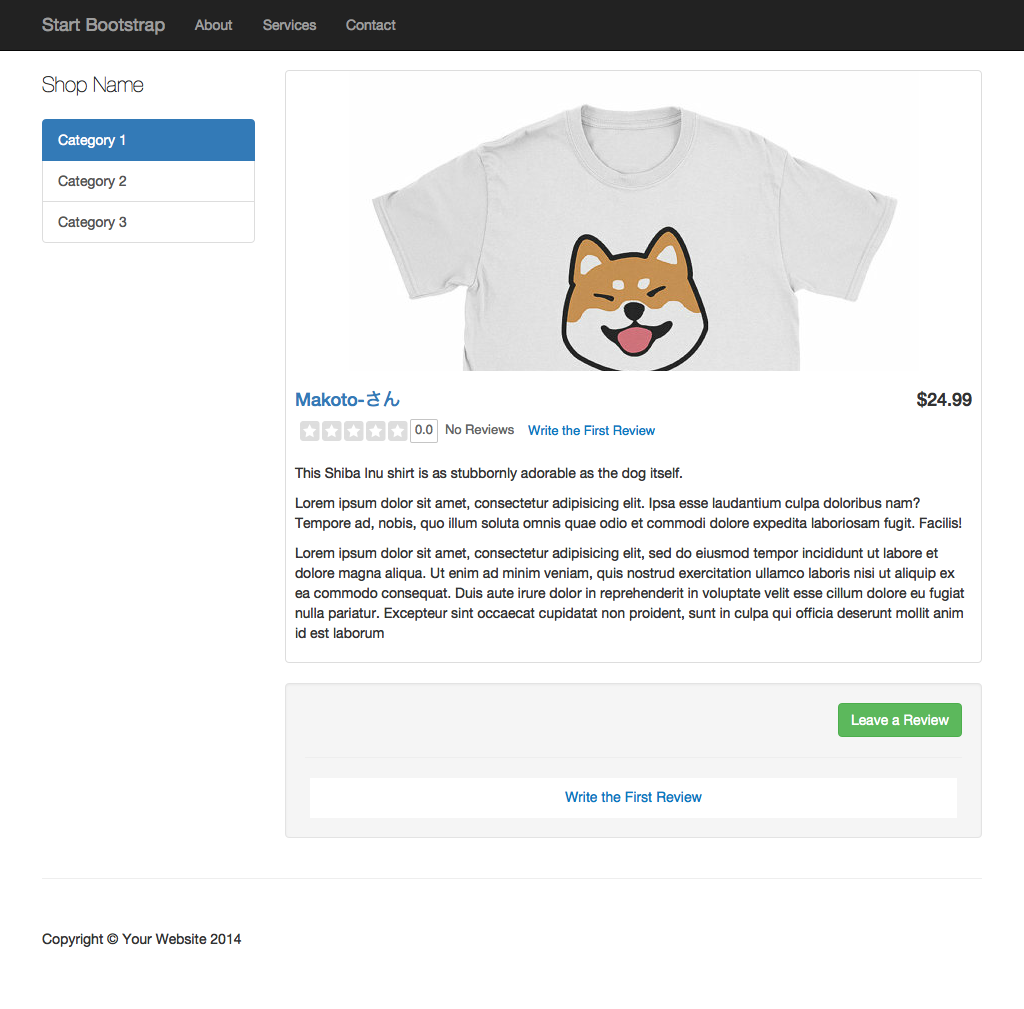 Start Bootstrap About Services Contact
Shop Name
Category 1
Category 2
Category 3
Makoto-さん $24.99
0.0 No Reviews Write the First Review
This Shiba Inu shirt is as stubbornly adorable as the dog itself.
Lorem ipsum dolor sit amet, consectetur adipisicing elit. Ipsa esse laudantium culpa doloribus nam?
Tempore ad, nobis, quo illum soluta omnis quae odio et commodi dolore expedita laboriosam fugit. Facilis!
Lorem ipsum dolor sit amet, consectetur adipisicing elit, sed do eiusmod tempor incididunt ut labore et
dolore magna aliqua. Ut enim ad minim veniam, quis nostrud exercitation ullamco laboris nisi ut aliquip ex
ea commodo consequat. Duis aute irure dolor in reprehenderit in voluptate velit esse cillum dolore eu fugiat
nulla pariatur. Excepteur sint occaecat cupidatat non proident, sunt in culpa qui officia deserunt mollit anim
id est laborum
Leave a Review
Write the First Review
Copyright © Your Website 2014